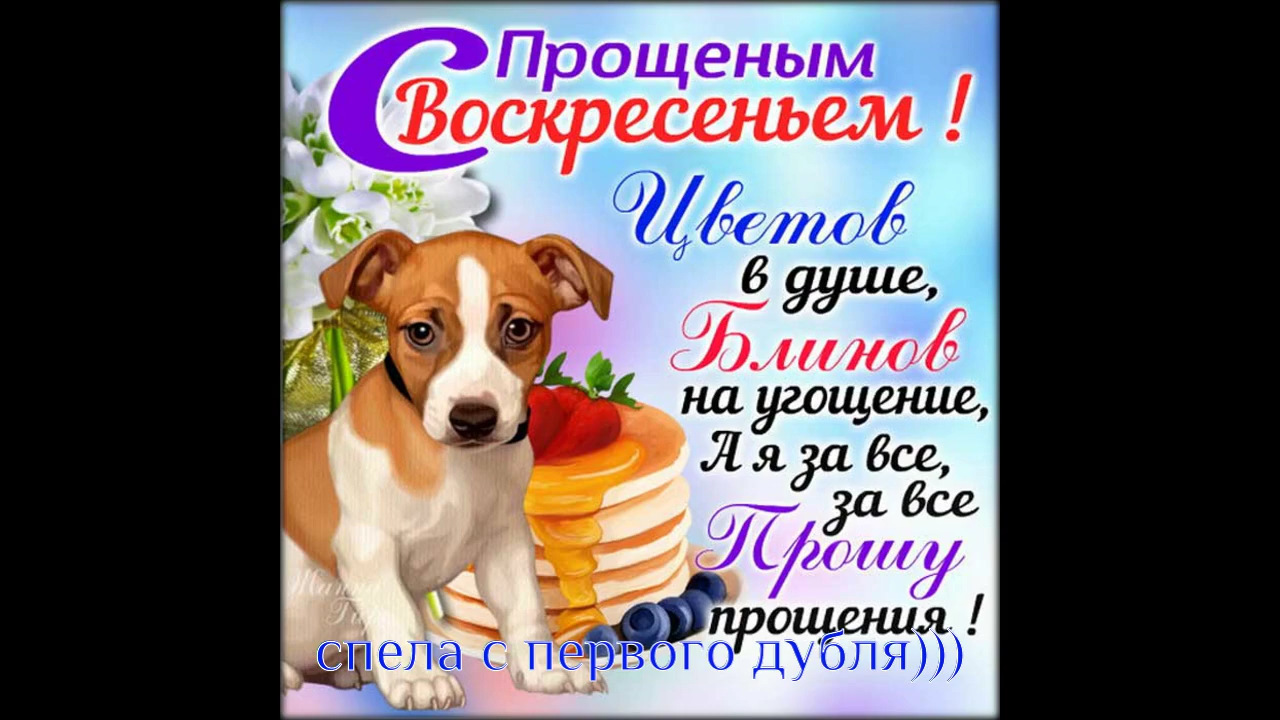 С Прощеным
Воскресеньем !
Цветов
в душе,
Блинов
на угощение,
А я за все,
за все
Прошу
прощения !
спела с первого дубля)))